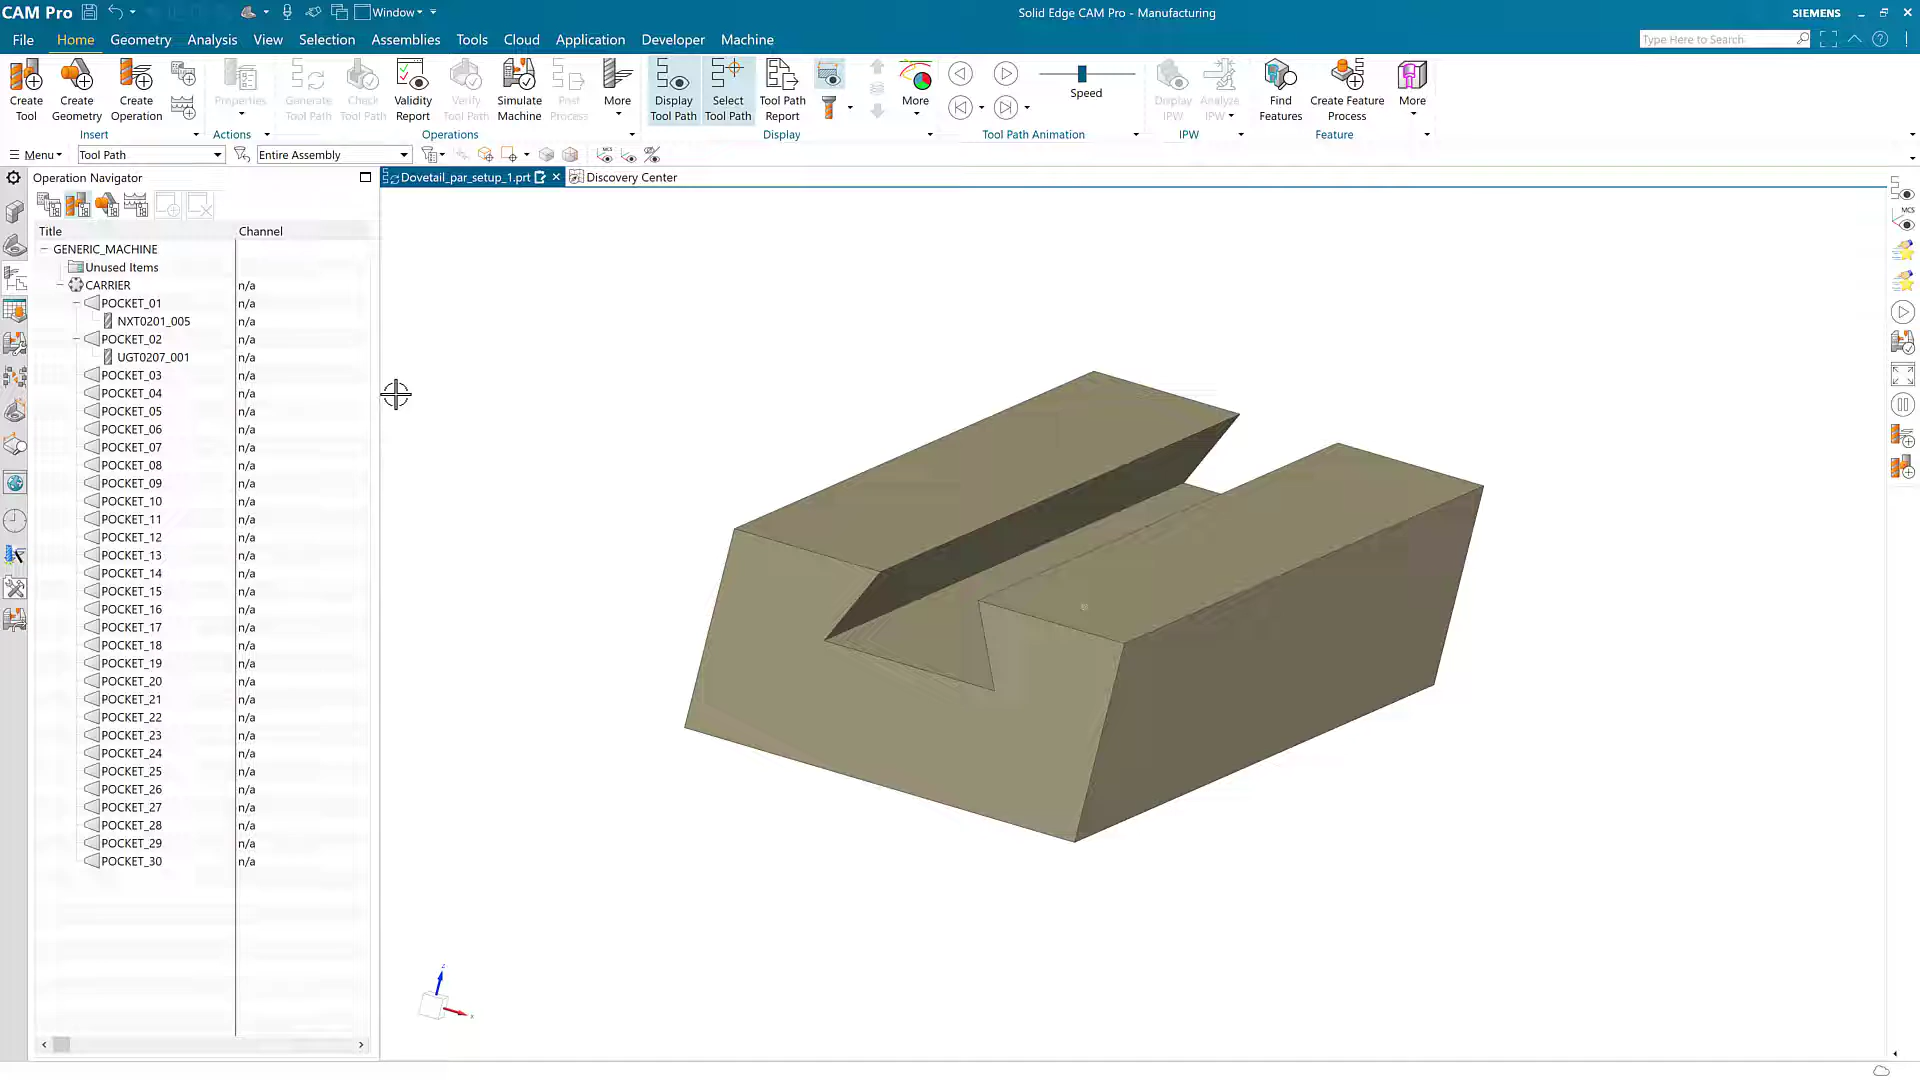 CAM Pro
Window
Solid Edge CAM Pro - Manufacturing
SIEMENS
File Home Geometry Analysis View Selection Assemblies Tools Cloud Application Developer Machine
Type Here to Search
Create Tool
Create Geometry
Create Operation
Insert
Properties
Actions
Generate Tool Path
Check Tool Path
Validity Report
Verify Tool Path
Simulate Machine
Post Process
More
Operations
Display Tool Path
Select Tool Path
Tool Path Report
More
Display
Speed
Tool Path Animation
Display IPW
Analyze IPW
IPW
Find Features
Create Feature Process
More
Feature
Menu
Tool Path
Entire Assembly
MCS
Operation Navigator
Dovetail_par_setup_1.prt
Discovery Center
MCS
Title Channel
GENERIC_MACHINE
Unused Items
CARRIER n/a
POCKET_01 n/a
NXT0201_005 n/a
POCKET_02 n/a
UGT0207_001 n/a
POCKET_03 n/a
POCKET_04 n/a
POCKET_05 n/a
POCKET_06 n/a
POCKET_07 n/a
POCKET_08 n/a
POCKET_09 n/a
POCKET_10 n/a
POCKET_11 n/a
POCKET_12 n/a
POCKET_13 n/a
POCKET_14 n/a
POCKET_15 n/a
POCKET_16 n/a
POCKET_17 n/a
POCKET_18 n/a
POCKET_19 n/a
POCKET_20 n/a
POCKET_21 n/a
POCKET_22 n/a
POCKET_23 n/a
POCKET_24 n/a
POCKET_25 n/a
POCKET_26 n/a
POCKET_27 n/a
POCKET_28 n/a
POCKET_29 n/a
POCKET_30 n/a
Z
X